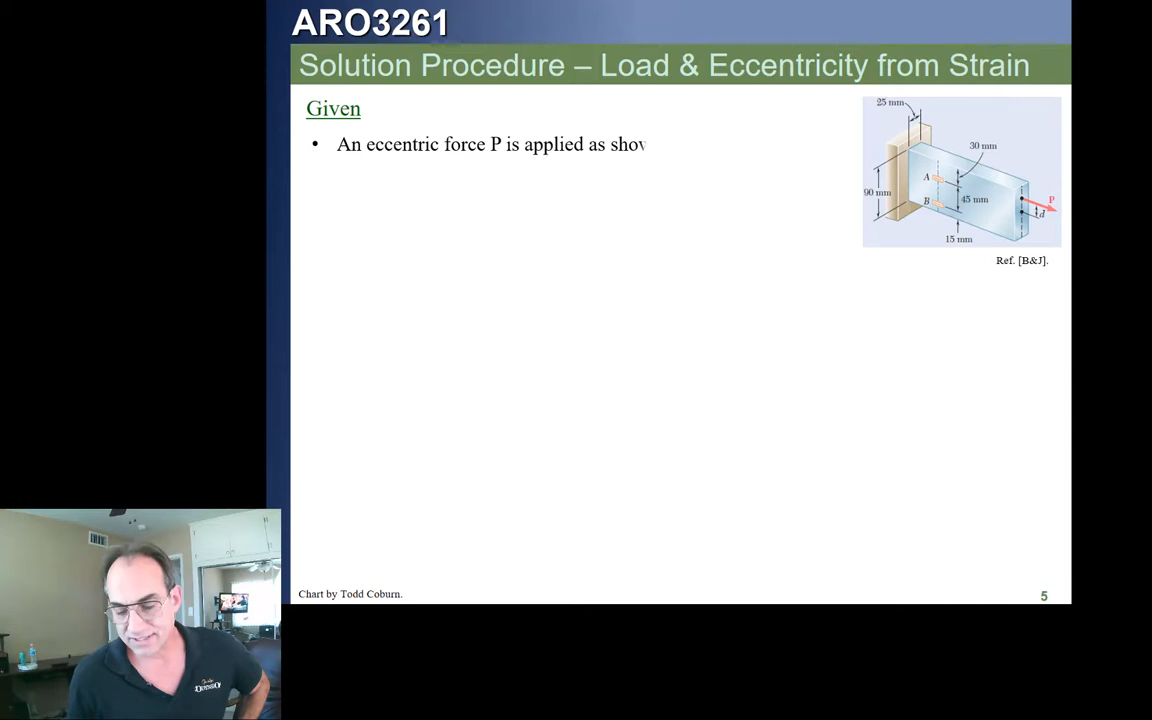 ARO3261
Solution Procedure – Load & Eccentricity from Strain
Given
• An eccentric force P is applied as shov
25 mm
30 mm
A
90 mm
B
45 mm
P
d
15 mm
Ref. [B&J].
Chart by Todd Coburn.
5